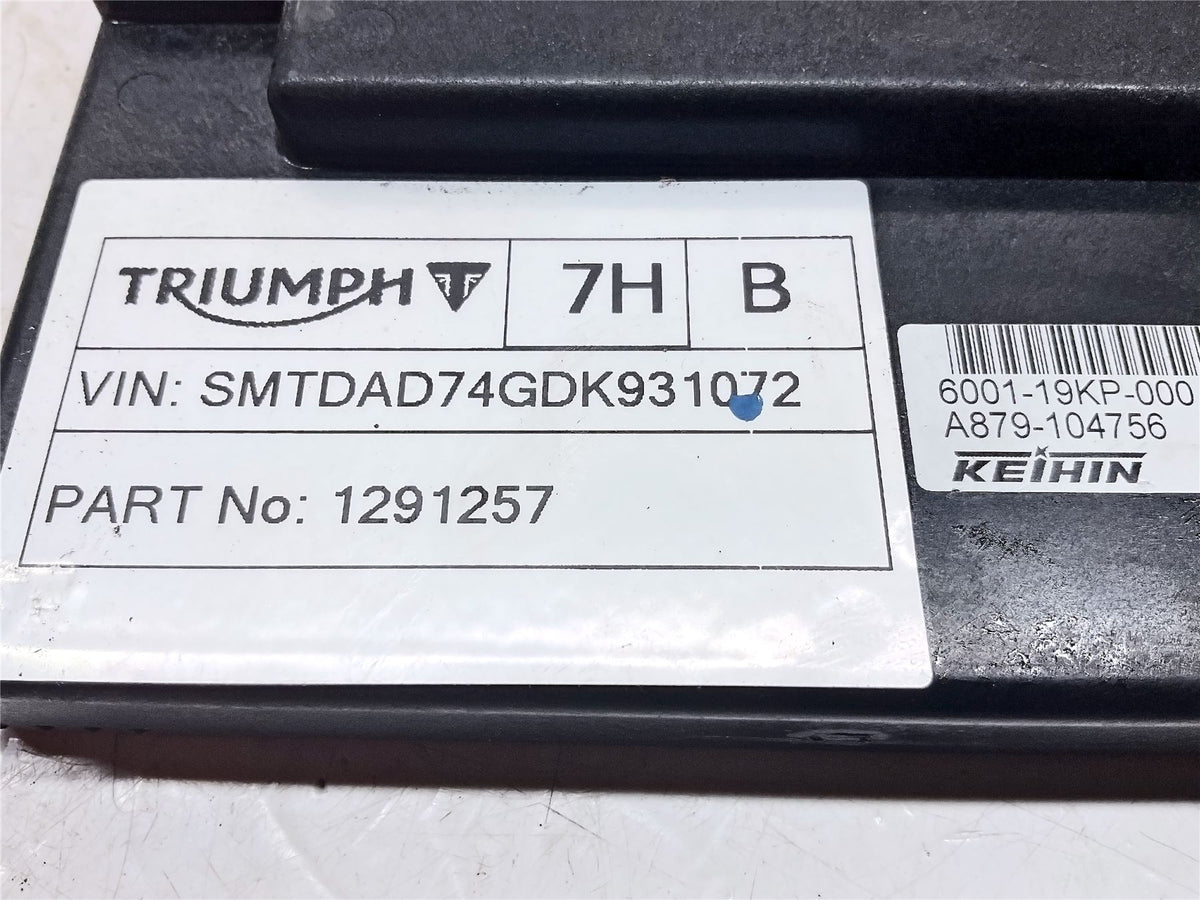 TRIUMPH 7H B
VIN: SMTDAD74GDK931072
PART No: 1291257
6001-19KP-000
A879-104756
KEIHIN